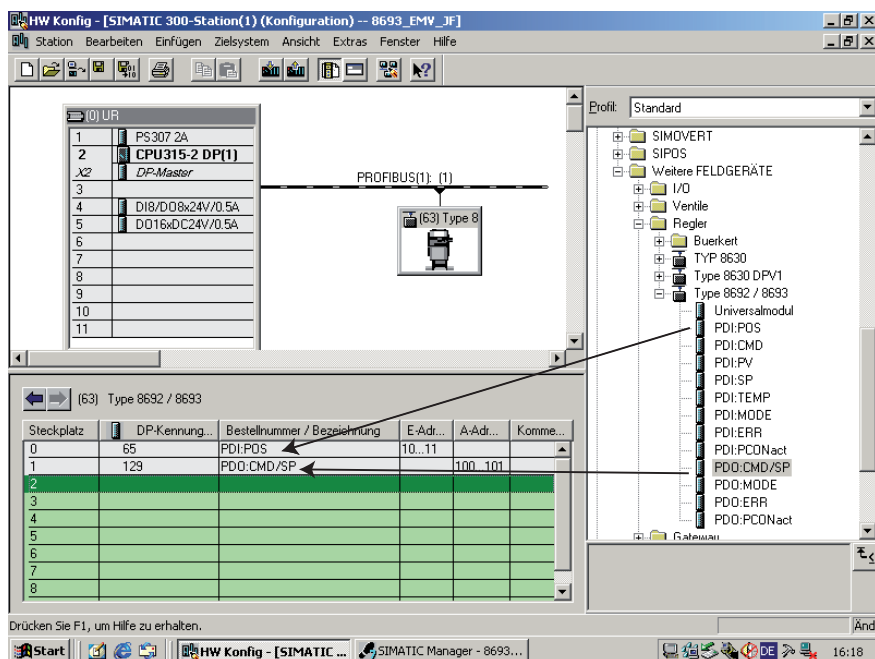 HW Konfig - [SIMATIC 300-Station(1) (Konfiguration) -- 8693_EMV_JF]
Station Bearbeiten Einfügen Zielsystem Ansicht Extras Fenster Hilfe
(0) UR
1 PS307 2A
2 CPU315-2 DP(1)
X2 DP-Master
3
4 DI8/DO8x24V/0.5A
5 DO16xDC24V/0.5A
6
7
8
9
10
11
PROFIBUS(1): (1)
(63) Type 8
Profil: Standard
SIMOVERT
SIPOS
Weitere FELDGERÄTE
I/O
Ventile
Regler
Buerkert
TYP 8630
Type 8630 DPV1
Type 8692 / 8693
Universalmodul
PDI:POS
PDI:CMD
PDI:PV
PDI:SP
PDI:TEMP
PDI:MODE
PDI:ERR
PDI:PCONact
PDO:CMD/SP
PDO:MODE
PDO:ERR
PDO:PCONact
Gateway
(63) Type 8692 / 8693
Steckplatz DP-Kennung... Bestellnummer / Bezeichnung E-Adr... A-Adr... Komme...
0 65 PDI:POS 10...11
1 129 PDO:CMD/SP 100...101
2
3
4
5
6
7
8
Drücken Sie F1, um Hilfe zu erhalten.
Änd
Start HW Konfig - [SIMATIC ... SIMATIC Manager - 8693... DE 16:18